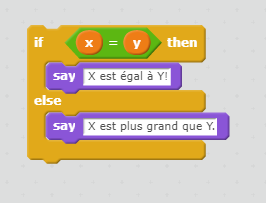 if x = y then
say X est égal à Y!
else
say X est plus grand que Y.